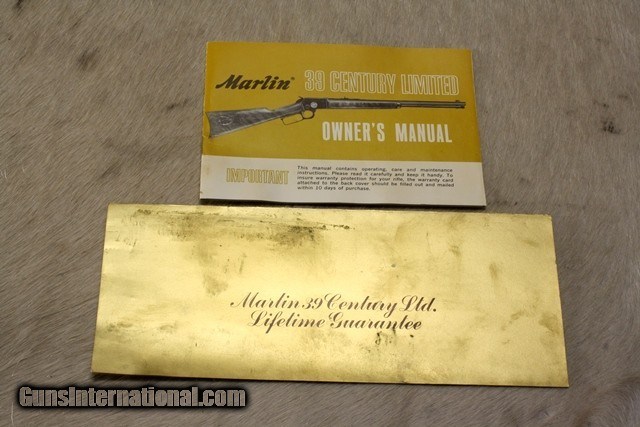 Marlin® 39 CENTURY LIMITED
OWNER'S MANUAL
IMPORTANT
This manual contains operating, care and maintenance
instructions. Please read it carefully and keep it handy. To
insure warranty protection for your rifle, the warranty card
attached to the back cover should be filled out and mailed
within 10 days of purchase.
Marlin 39 Century Ltd.
Lifetime Guarantee
GunsInternational.com